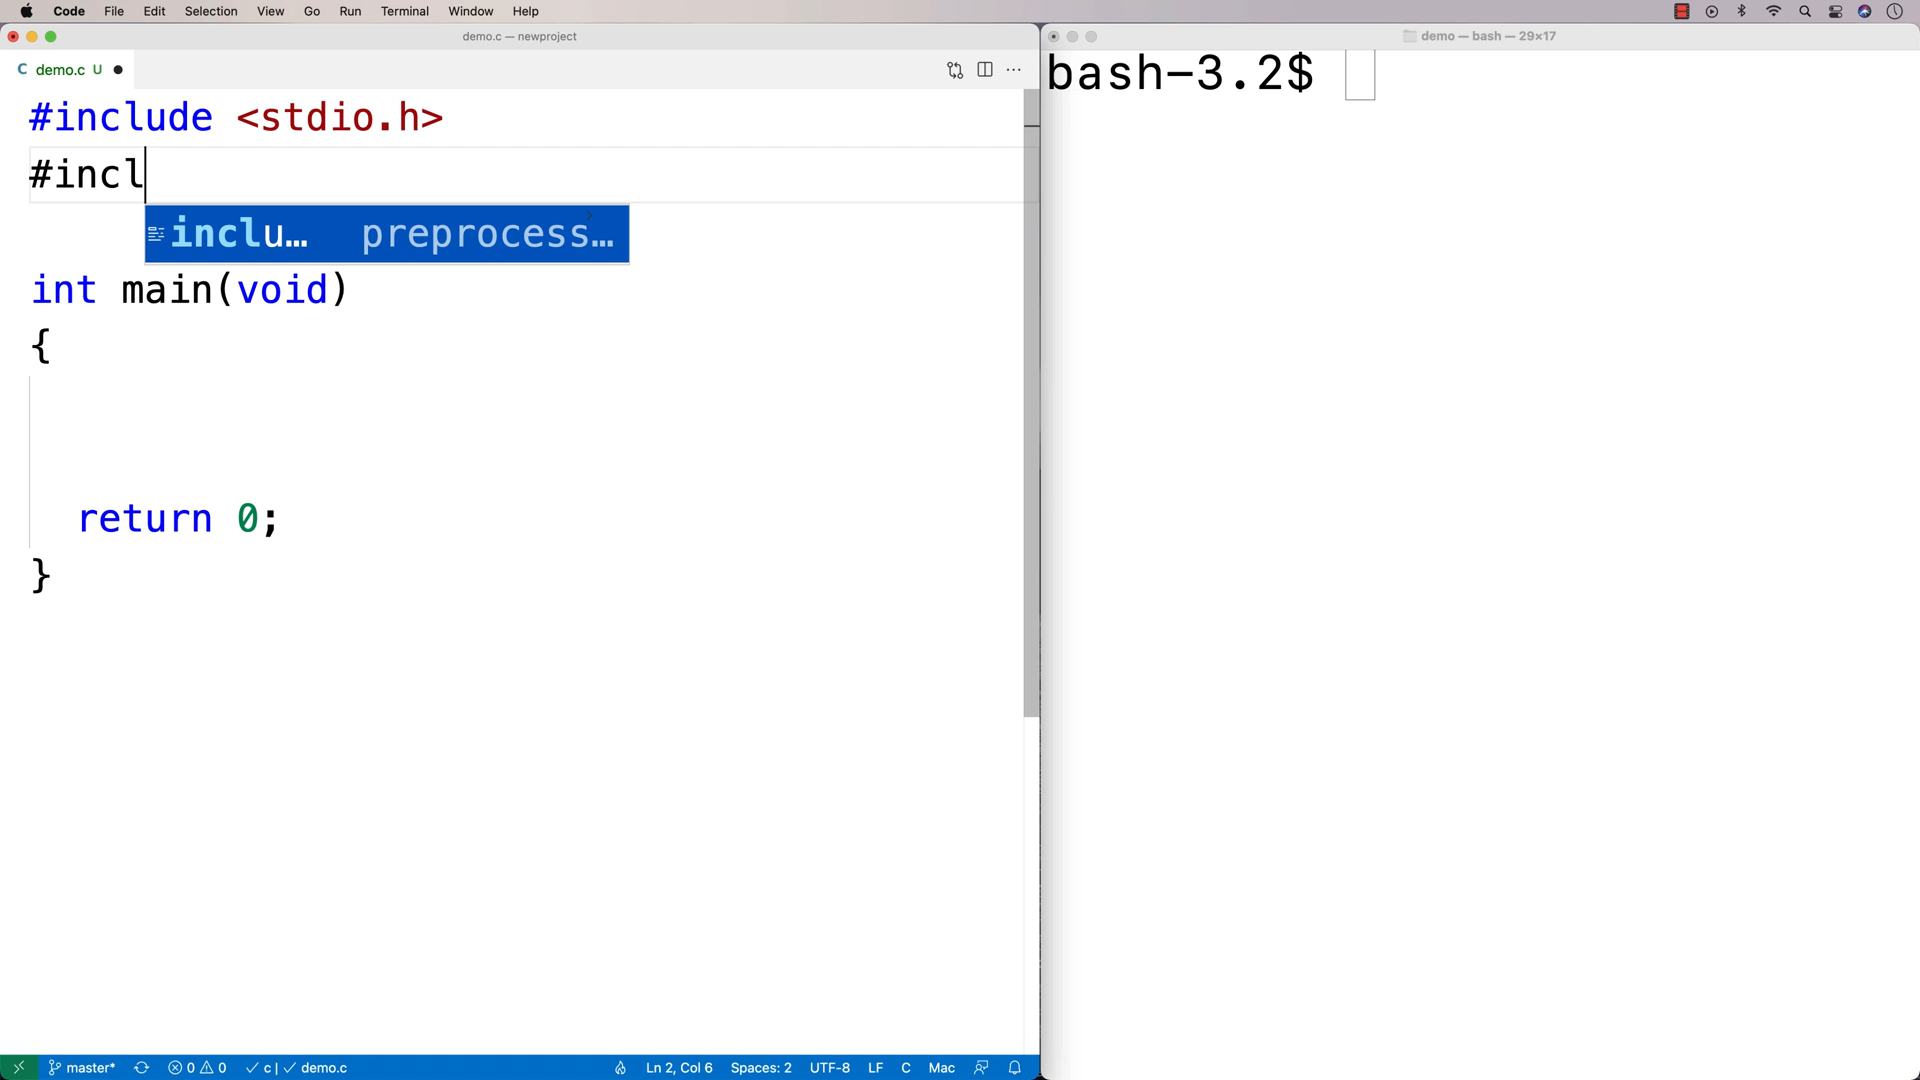 Code File Edit Selection View Go Run Terminal Window Help
demo.c — newproject
C demo.c U
#include <stdio.h>
#incl
inclu… preprocess…
int main(void)
{
return 0;
}
master* 0 0 c | demo.c Ln 2, Col 6 Spaces: 2 UTF-8 LF C Mac
demo — bash — 29×17
bash-3.2$